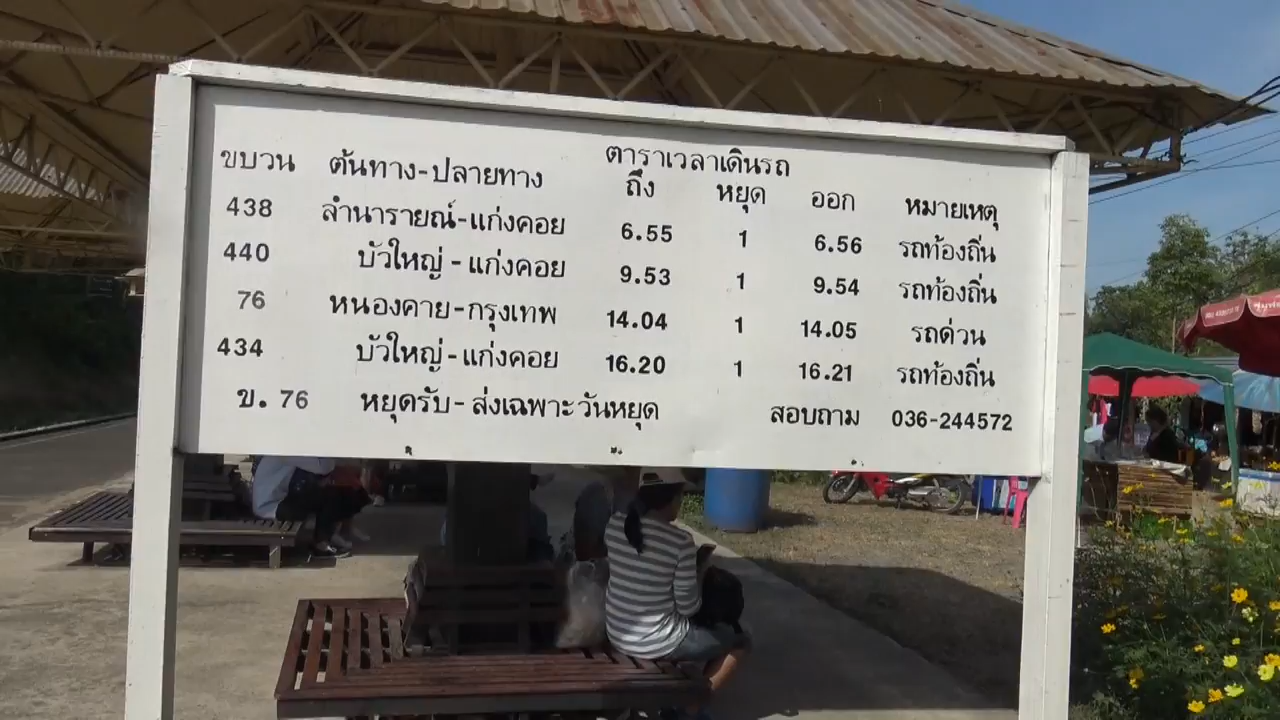 ตาราเวลาเดินรถ
ขบวน ต้นทาง-ปลายทาง ถึง หยุด ออก หมายเหตุ
438 ลำนารายณ์-แก่งคอย 6.55 1 6.56 รถท้องถิ่น
440 บัวใหญ่-แก่งคอย 9.53 1 9.54 รถท้องถิ่น
76 หนองคาย-กรุงเทพ 14.04 1 14.05 รถด่วน
434 บัวใหญ่-แก่งคอย 16.20 1 16.21 รถท้องถิ่น
ข. 76 หยุดรับ-ส่งเฉพาะวันหยุด สอบถาม 036-244572